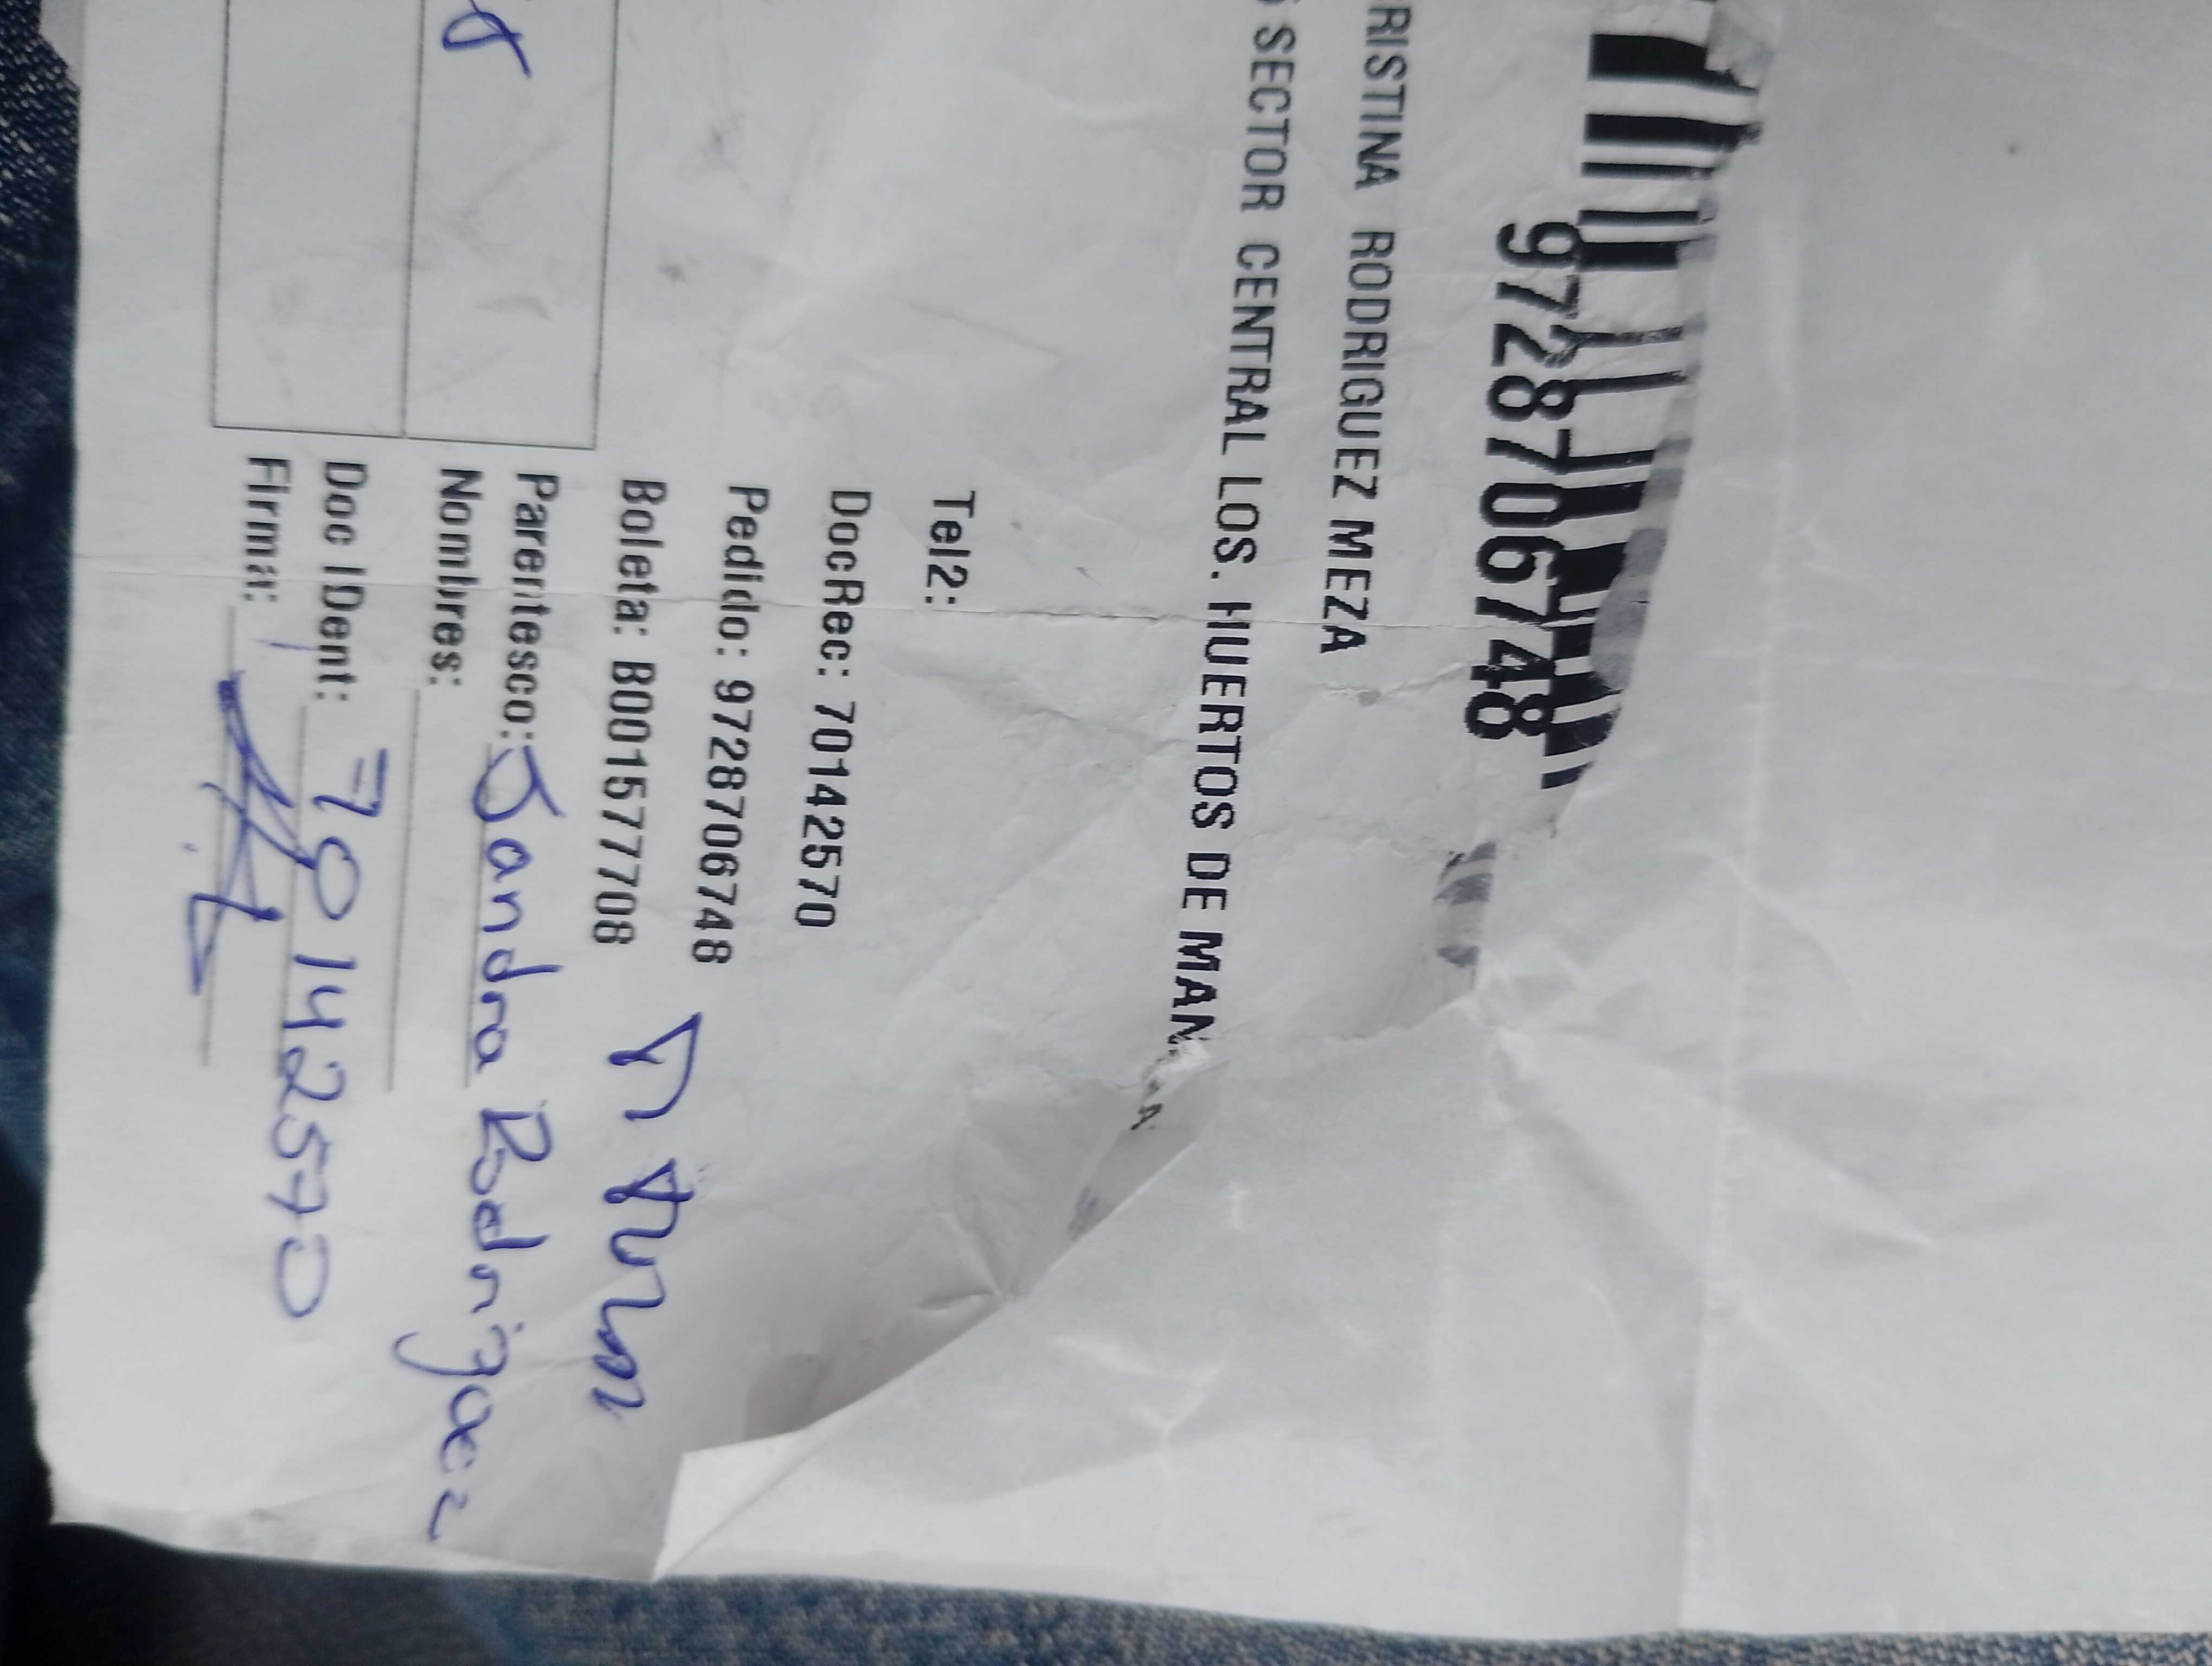 9728706748
RISTINA RODRIGUEZ MEZA
SECTOR CENTRAL LOS. HUERTOS DE MAN
Tel2:
DocRec: 70142570
Pedido: 9728706748
Boleta: B001577708
Parentesco: Sandra Rodriguez
Nombres:
Doc IDent: 70142570
Firma: